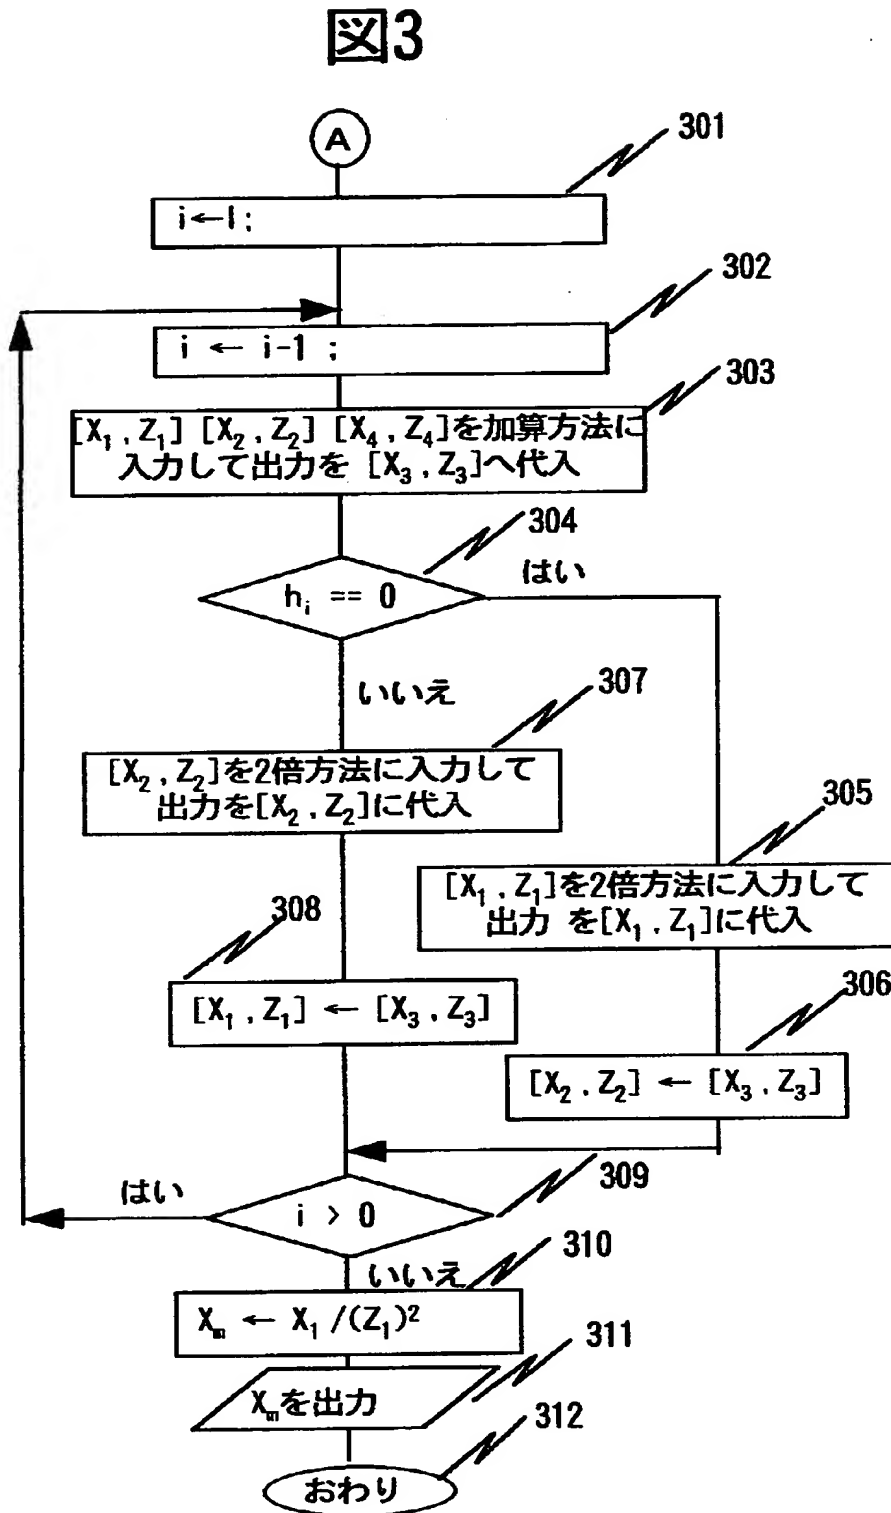 図3
A
301
i←l;
302
i ← i-1 ;
303
[X₁,Z₁] [X₂,Z₂] [X₄,Z₄]を加算方法に
入力して出力を [X₃,Z₃]へ代入
304
hᵢ == 0
はい
いいえ
307
[X₂,Z₂]を2倍方法に入力して
出力を[X₂,Z₂]に代入
305
[X₁,Z₁]を2倍方法に入力して
出力 を[X₁,Z₁]に代入
308
[X₁,Z₁] ← [X₃,Z₃]
306
[X₂,Z₂] ← [X₃,Z₃]
309
はい
i > 0
310
いいえ
Xₘ ← X₁/(Z₁)²
311
Xₘを出力
312
おわり